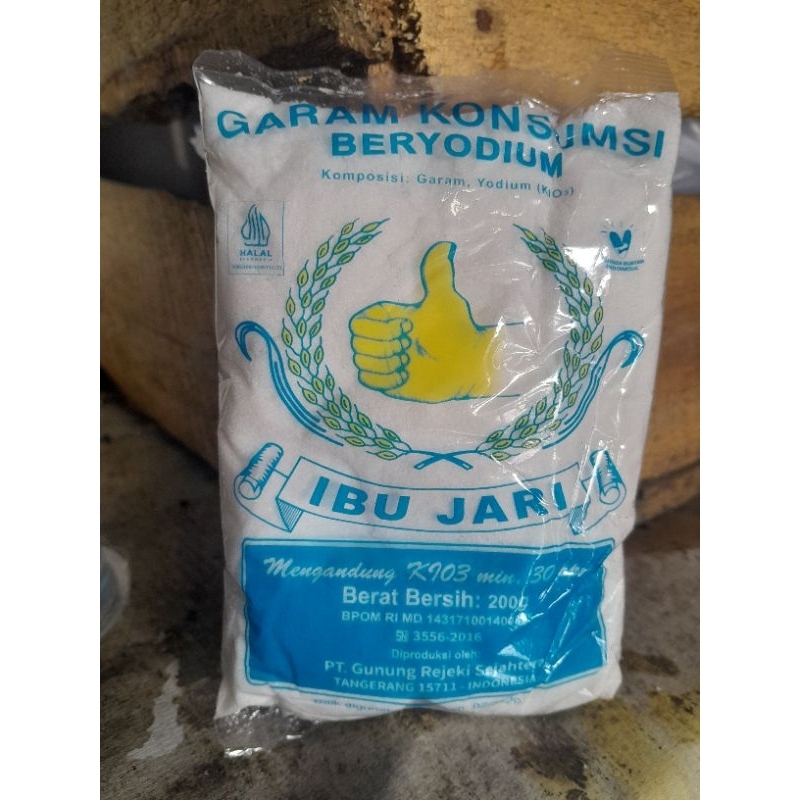 GARAM KONSUMSI
BERYODIUM
Komposisi: Garam, Yodium (KIO₃)
HALAL
IBU JARI
Mengandung KIO3 min. 30
Berat Bersih: 200G
BPOM RI MD
SNI 3556-2016
Diproduksi oleh:
PT. Gunung Rejeki Sejahtera
TANGERANG 15711 - INDONESIA